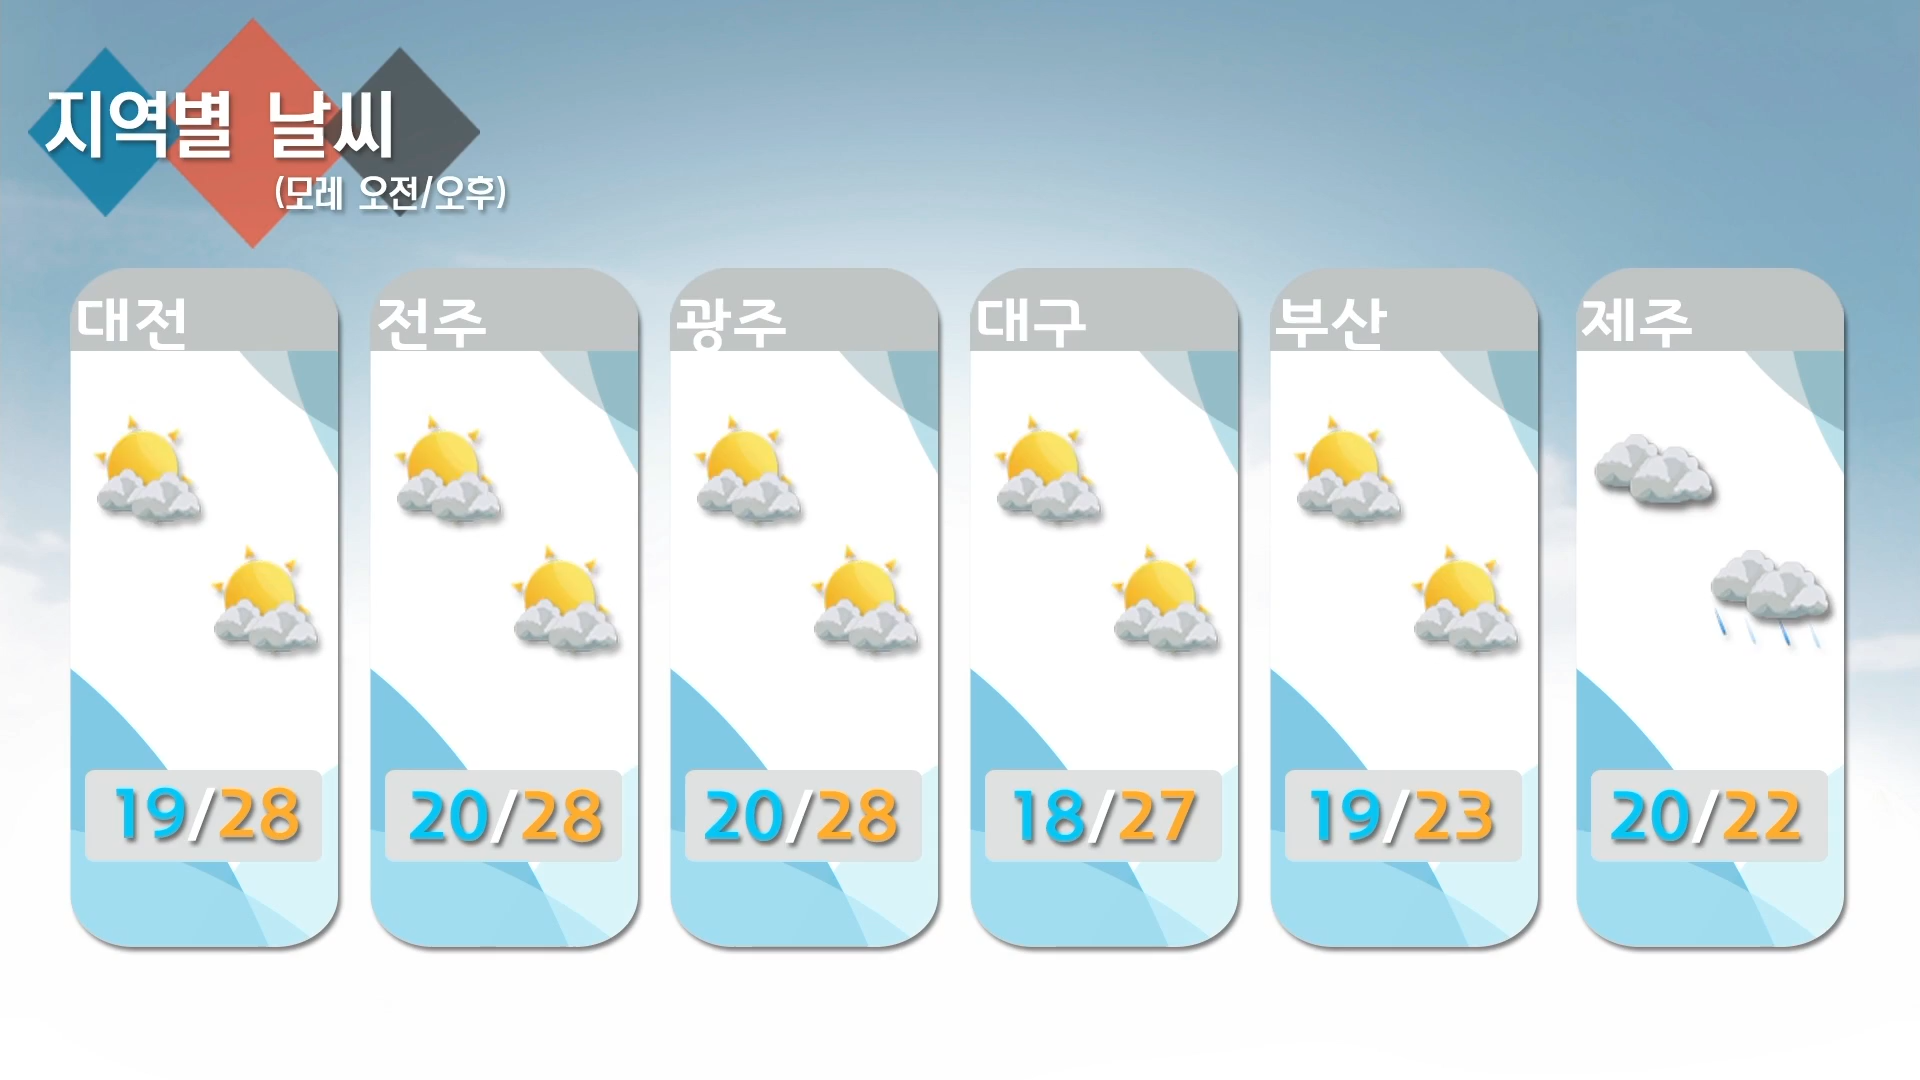 지역별 날씨
(모레 오전/오후)
대전
전주
광주
대구
부산
제주
19/28
20/28
20/28
18/27
19/23
20/22